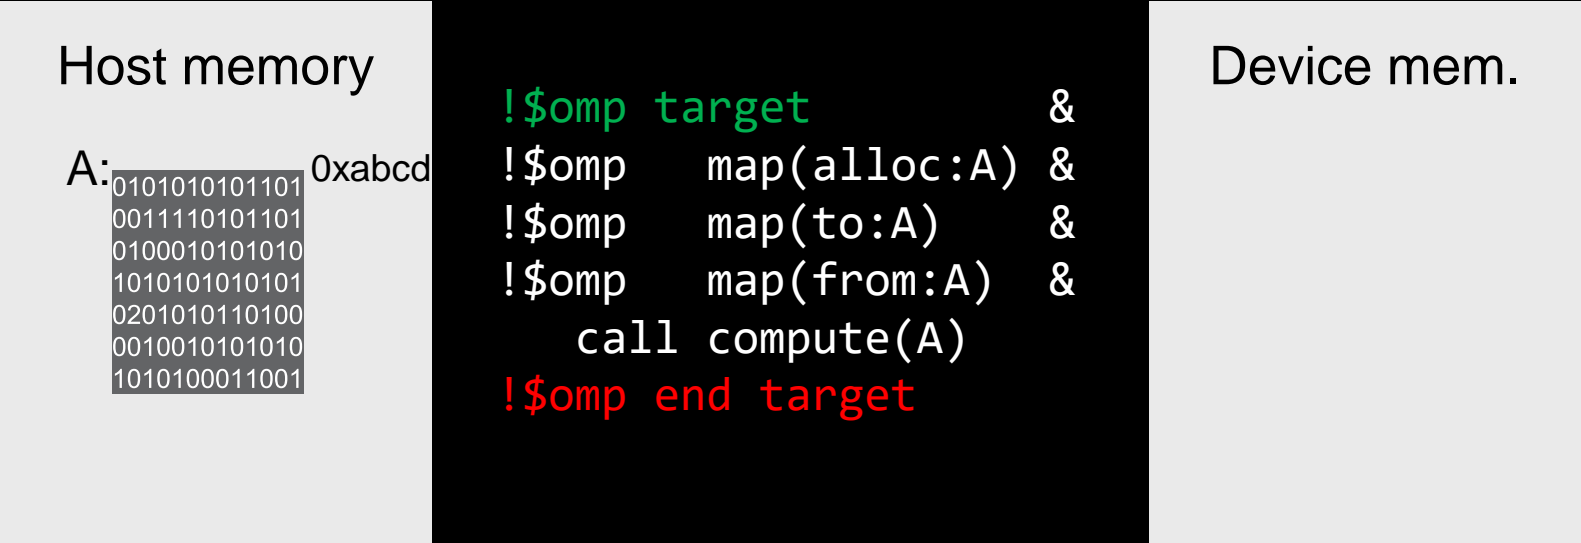 Host memory
A:
0xabcd
0101010101101
0011110101101
0100010101010
1010101010101
0201010110100
0010010101010
1010100011001
!$omp target &
!$omp map(alloc:A) &
!$omp map(to:A) &
!$omp map(from:A) &
call compute(A)
!$omp end target
Device mem.